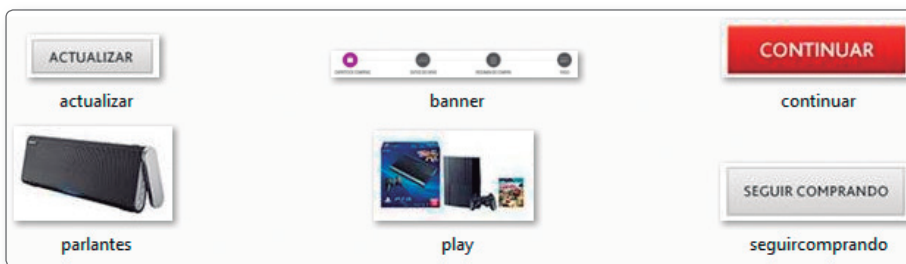 ACTUALIZAR
CONTINUAR
actualizar
banner
continuar
SEGUIR COMPRANDO
parlantes
play
seguircomprando